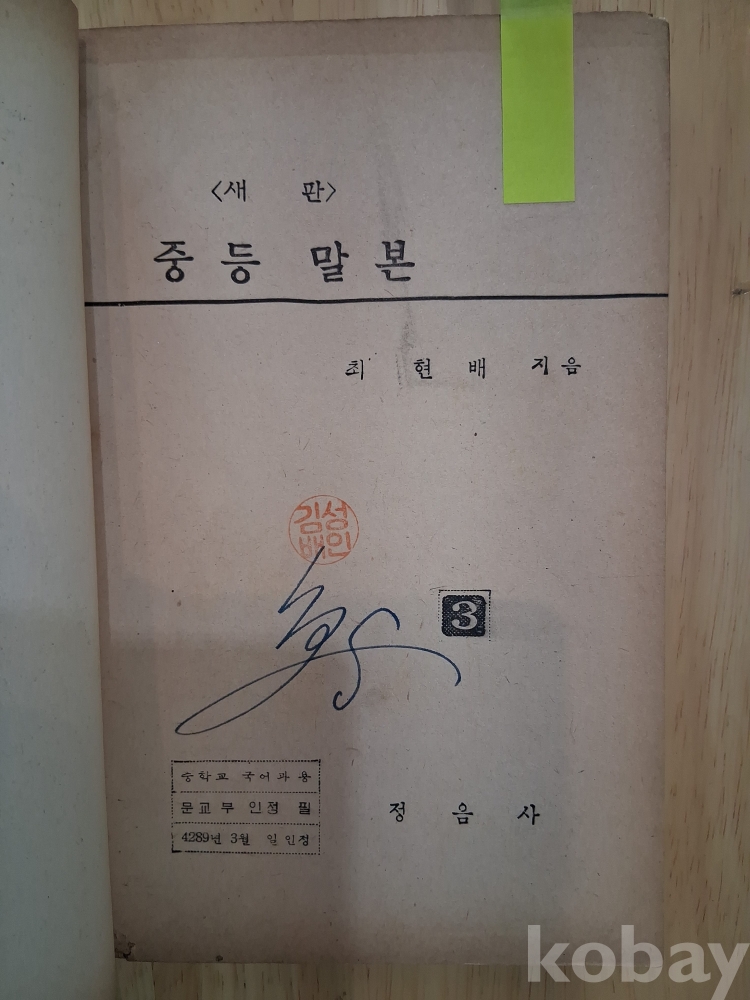 <새 판>
중등 말본
최 현 배 지음
김성
배인
3
중학교 국어과용
문교부 인정 필
4289년 3월 일 인정
정 음 사
kobay